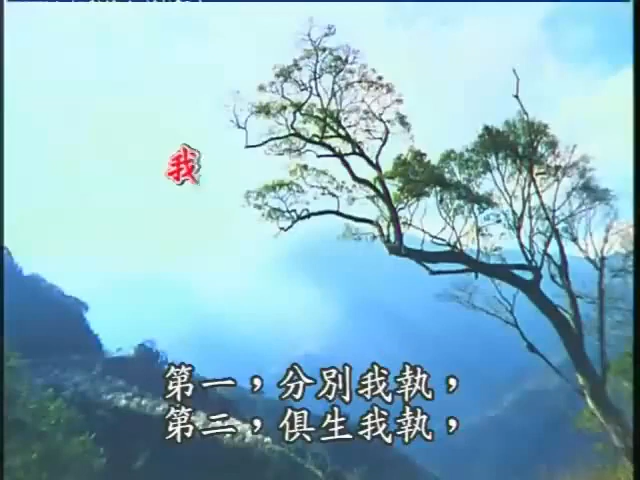 我
第一，分別我執，
第二，俱生我執，